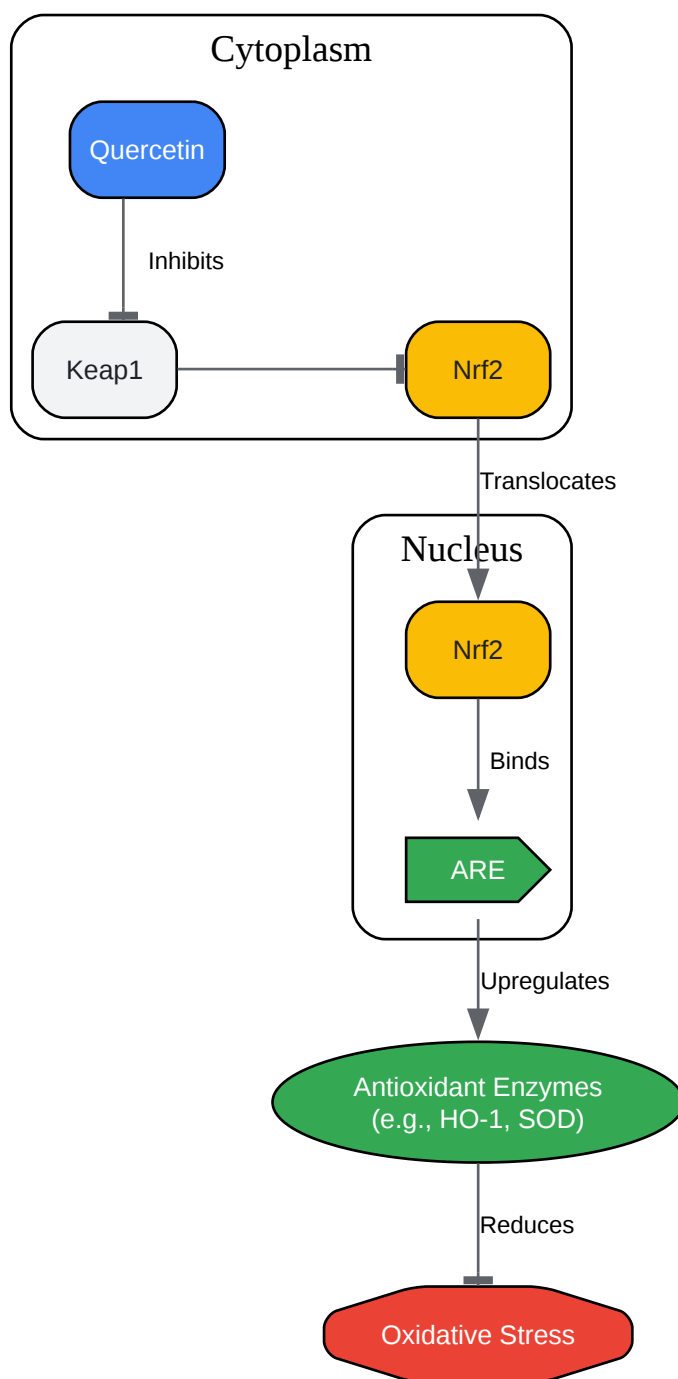 Cytoplasm
Quercetin
Inhibits
Keap1
Nrf2
Translocates
Nucleus
Nrf2
Binds
ARE
Upregulates
Antioxidant Enzymes
(e.g., HO-1, SOD)
Reduces
Oxidative Stress